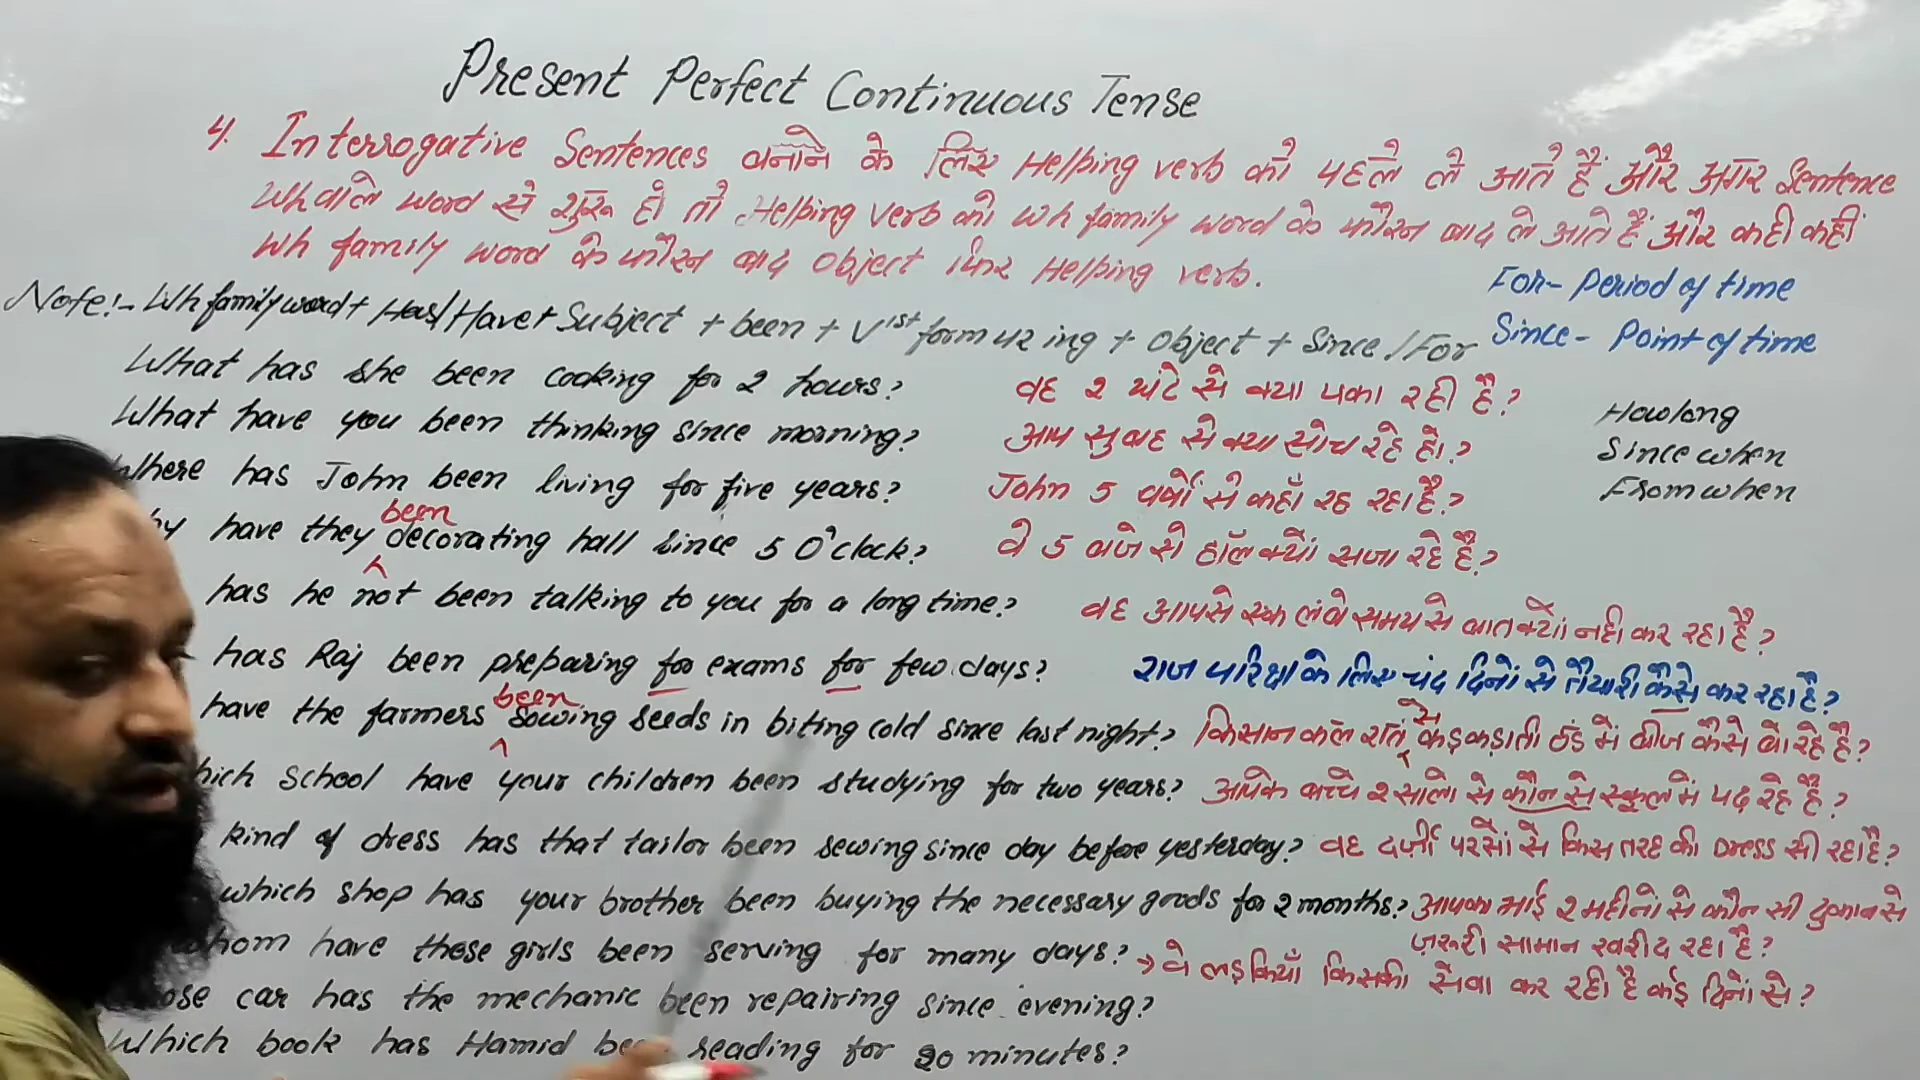 Present Perfect Continuous Tense
4. Interrogative Sentences बनाने के लिए Helping verb को पहले ले आते हैं और अगर Sentence
Wh वाले word से शुरू हो तो Helping verb को wh family word के फौरन बाद ले आते हैं और कहीं कहीं
Wh family word के फौरन बाद object फिर Helping verb.
For- Period of time
Note:- Wh family word + Has/Have + Subject + been + V 1st form पर ing + Object + Since / For
Since - Point of time
What has she been cooking for 2 hours? वह 2 घंटे से क्या पका रही है?
How long
What have you been thinking since morning? आप सुबह से क्या सोच रहे हो?
Since when
Where has John been living for five years? John 5 वर्षों से कहाँ रह रहा है?
From when
have they been decorating hall since 5 O'clock? वे 5 बजे से हॉल क्यों सजा रहे हैं?
has he not been talking to you for a long time? वह आपसे एक लंबे समय से बात क्यों नहीं कर रहा है?
has Raj been preparing for exams for few days? राज परिक्षा के लिए चंद दिनों से तैयारी कैसे कर रहा है?
have the farmers been sowing seeds in biting cold since last night? किसान कल रात से कड़कड़ाती ठंड में बीज कैसे बो रहे हैं?
hich School have your children been studying for two years? आपके बच्चे 2 सालों से कौन से स्कूल में पढ़ रहे हैं?
kind of dress has that tailor been sewing since day before yesterday? वह दर्ज़ी परसों से किस तरह की Dress सी रहा है?
which shop has your brother been buying the necessary goods for 2 months? आपका भाई 2 महीनों से कौन सी दुकान से
ज़रूरी सामान खरीद रहा है?
whom have those girls been serving for many days? → वे लड़कियाँ किसकी सेवा कर रही है कई दिनों से?
ose car has the mechanic been repairing since evening?
Which book has Hamid been reading for 20 minutes?